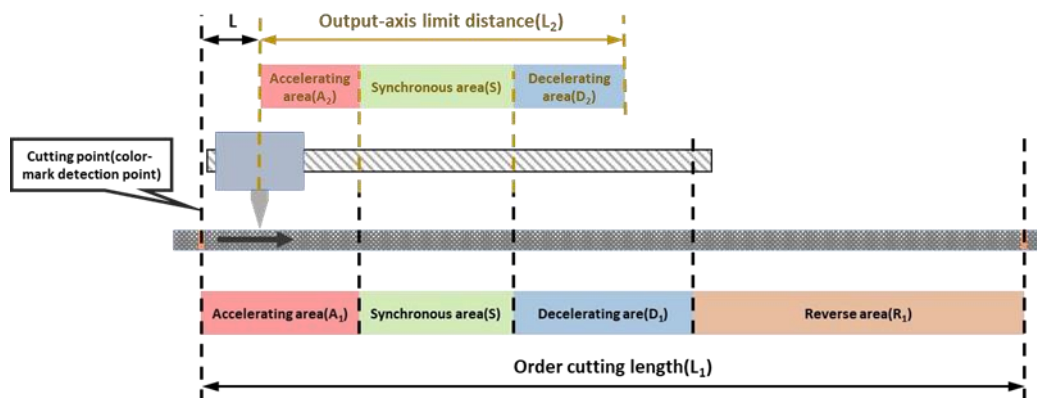 L
Output-axis limit distance(L₂)
Accelerating
area(A₂)
Synchronous area(S)
Decelerating
area(D₂)
Cutting point(color-
mark detection point)
Accelerating area(A₁)
Synchronous area(S)
Decelerating are(D₁)
Reverse area(R₁)
Order cutting length(L₁)